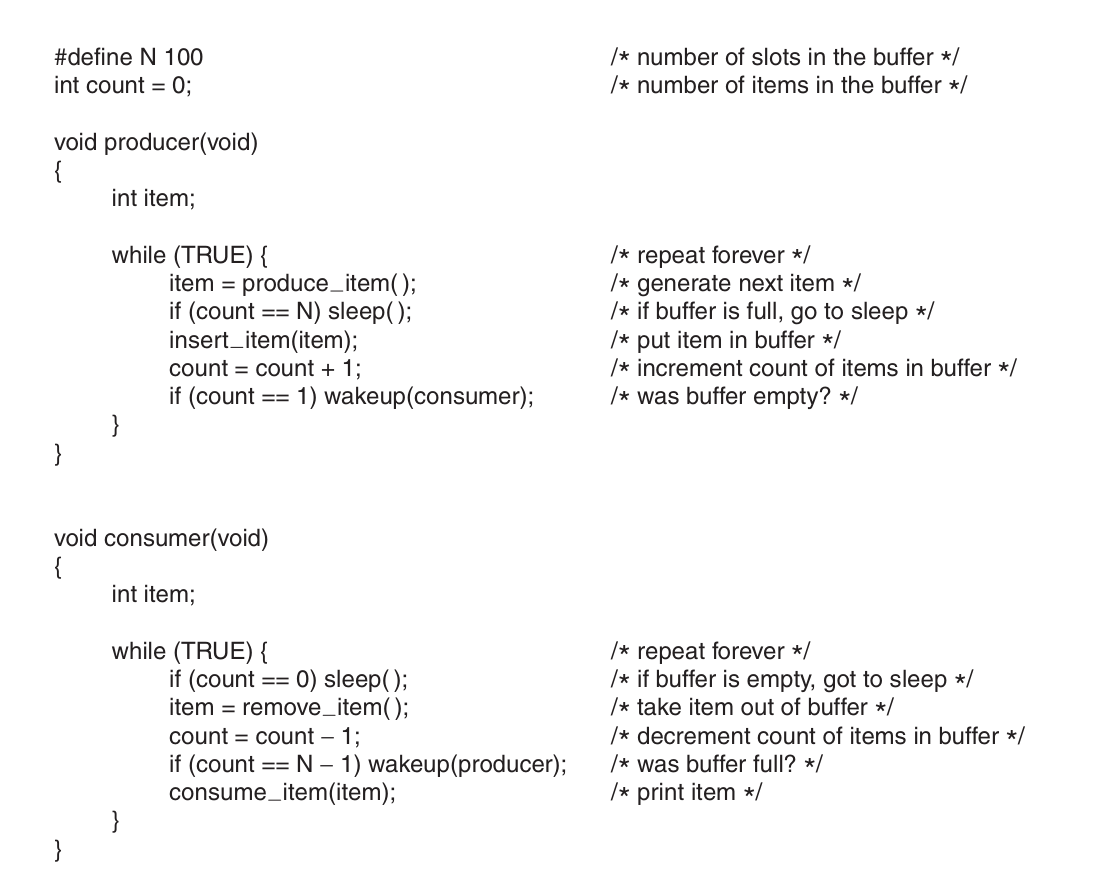 #define N 100 /* number of slots in the buffer */
int count = 0; /* number of items in the buffer */
void producer(void)
{
int item;
while (TRUE) { /* repeat forever */
item = produce_item( ); /* generate next item */
if (count == N) sleep( ); /* if buffer is full, go to sleep */
insert_item(item); /* put item in buffer */
count = count + 1; /* increment count of items in buffer */
if (count == 1) wakeup(consumer); /* was buffer empty? */
}
}
void consumer(void)
{
int item;
while (TRUE) { /* repeat forever */
if (count == 0) sleep( ); /* if buffer is empty, got to sleep */
item = remove_item( ); /* take item out of buffer */
count = count − 1; /* decrement count of items in buffer */
if (count == N − 1) wakeup(producer); /* was buffer full? */
consume_item(item); /* print item */
}
}